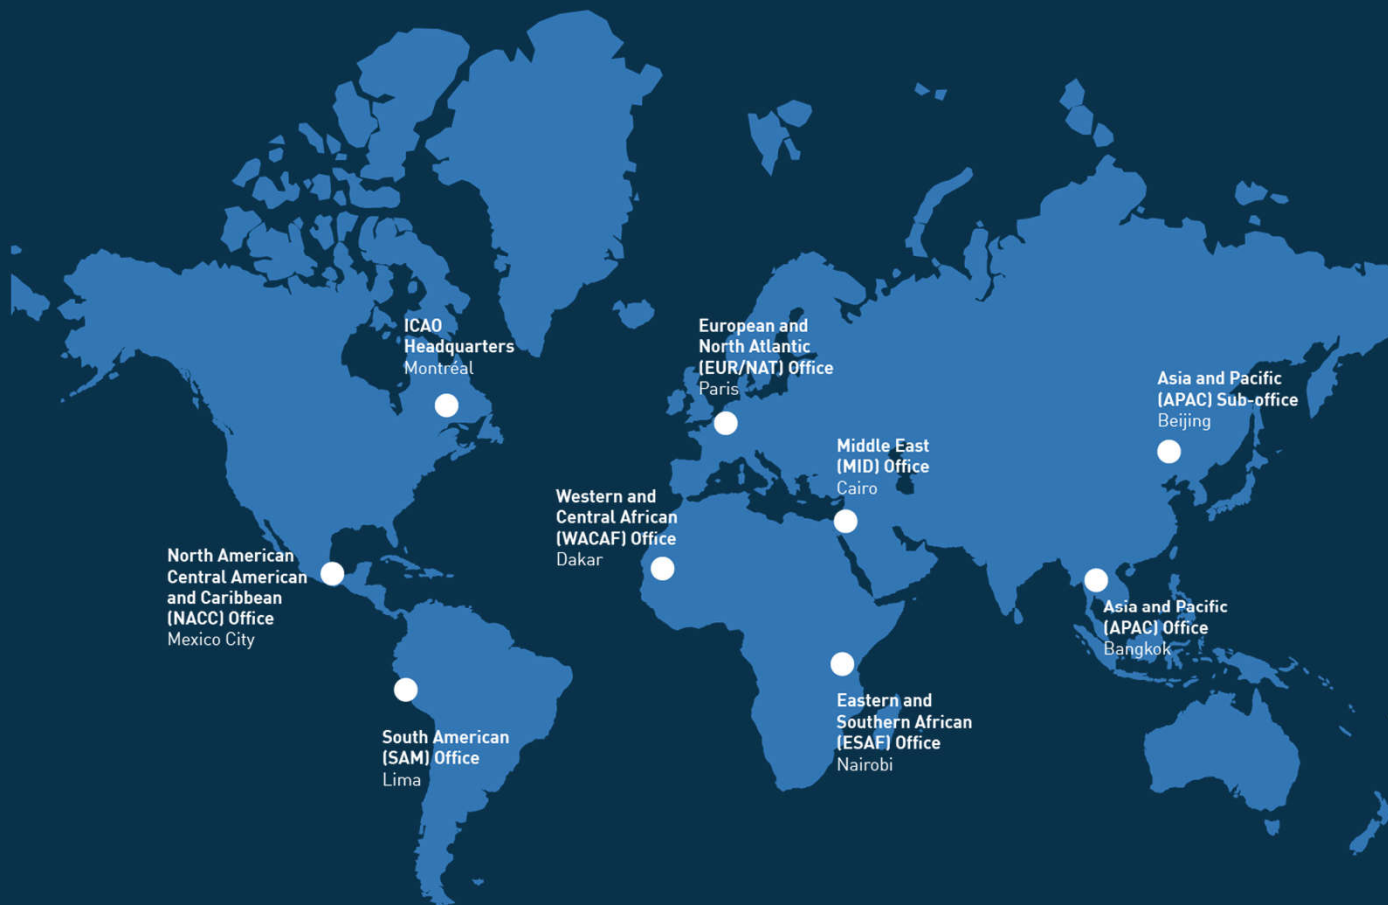 ICAO
Headquarters
Montréal
European and
North Atlantic
(EUR/NAT) Office
Paris
Asia and Pacific
(APAC) Sub-office
Beijing
Middle East
(MID) Office
Cairo
Western and
Central African
(WACAF) Office
Dakar
North American
Central American
and Caribbean
(NACC) Office
Mexico City
Asia and Pacific
(APAC) Office
Bangkok
South American
(SAM) Office
Lima
Eastern and
Southern African
(ESAF) Office
Nairobi